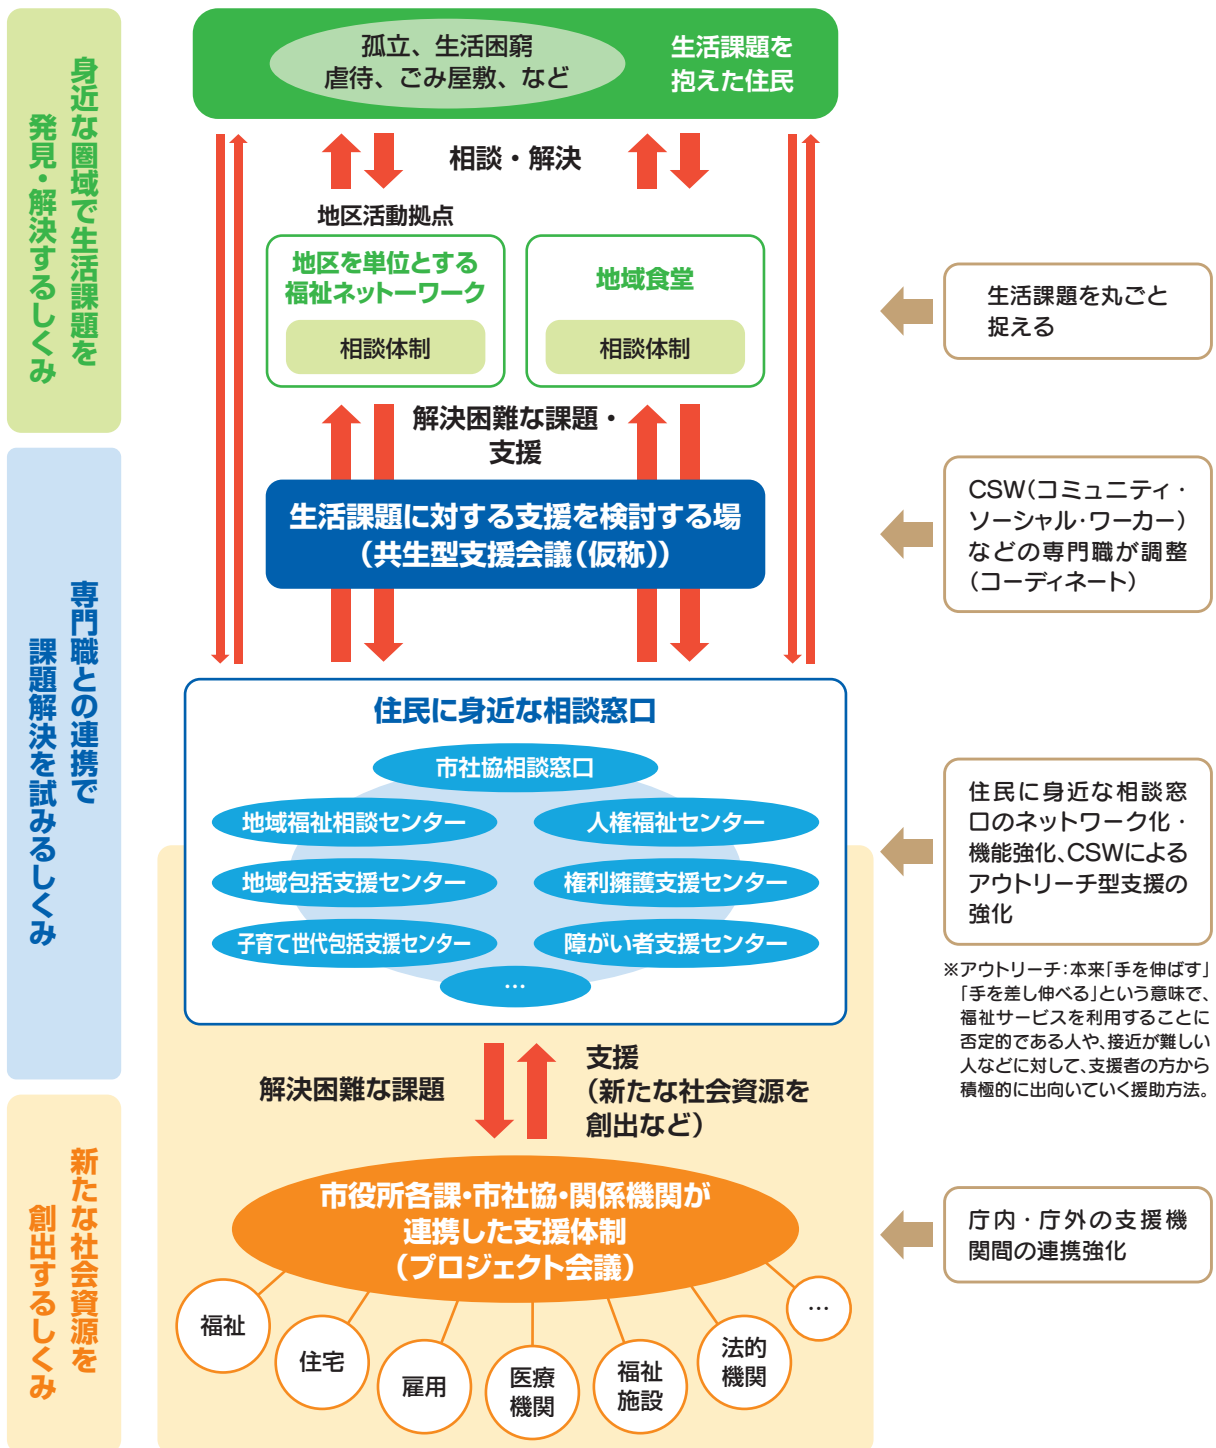 身近な圏域で生活課題を
発見・解決するしくみ
孤立、生活困窮
虐待、ごみ屋敷、など
生活課題を
抱えた住民
相談・解決
地区活動拠点
地区を単位とする
福祉ネットーワーク
相談体制
地域食堂
相談体制
生活課題を丸ごと
捉える
解決困難な課題・
支援
専門職との連携で
課題解決を試みるしくみ
生活課題に対する支援を検討する場
(共生型支援会議(仮称))
CSW(コミュニティ・
ソーシャル・ワーカー)
などの専門職が調整
(コーディネート)
住民に身近な相談窓口
市社協相談窓口
地域福祉相談センター
人権福祉センター
地域包括支援センター
権利擁護支援センター
子育て世代包括支援センター
障がい者支援センター
…
住民に身近な相談窓
口のネットワーク化・
機能強化、CSWによる
アウトリーチ型支援の
強化
※アウトリーチ：本来「手を伸ばす」
「手を差し伸べる」という意味で、
福祉サービスを利用することに
否定的である人や、接近が難しい
人などに対して、支援者の方から
積極的に出向いていく援助方法。
解決困難な課題
支援
(新たな社会資源を
創出など)
新たな社会資源を
創出するしくみ
市役所各課・市社協・関係機関が
連携した支援体制
(プロジェクト会議)
庁内・庁外の支援機
関間の連携強化
福祉
住宅
雇用
医療
機関
福祉
施設
法的
機関
…